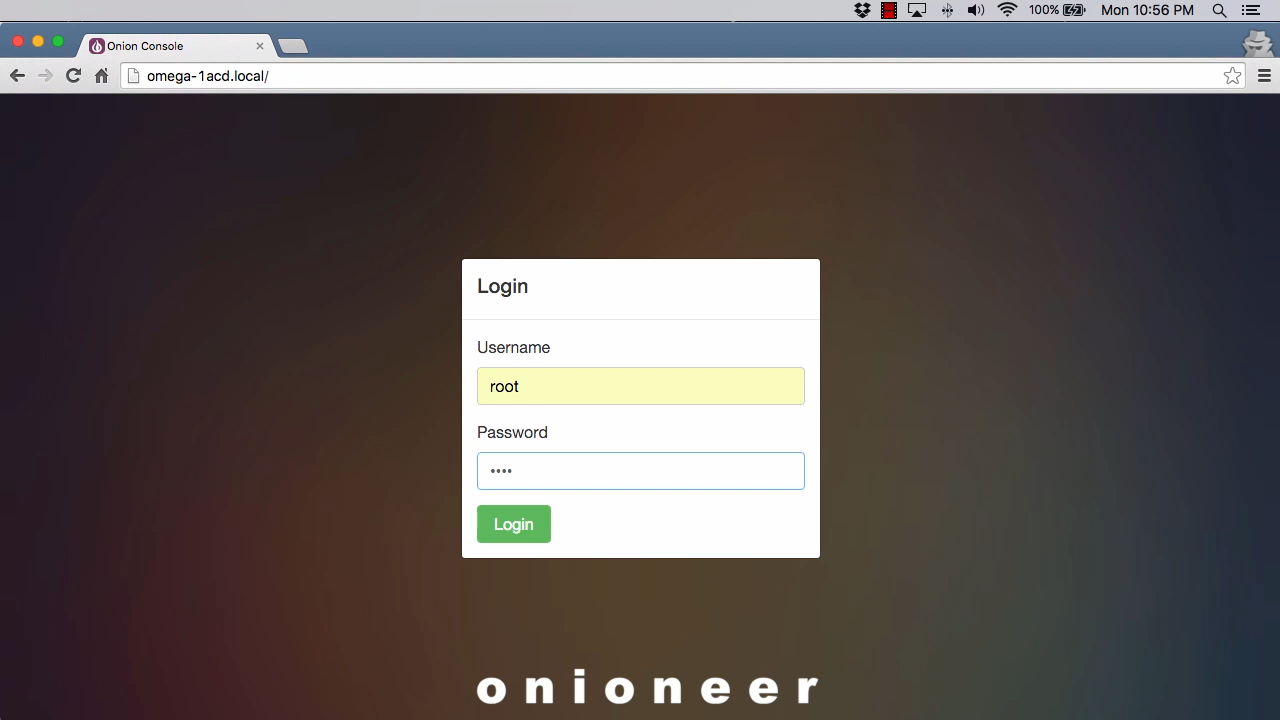 100% Mon 10:56 PM
Onion Console
omega-1acd.local/
Login
Username
root
Password
••••
Login
onioneer